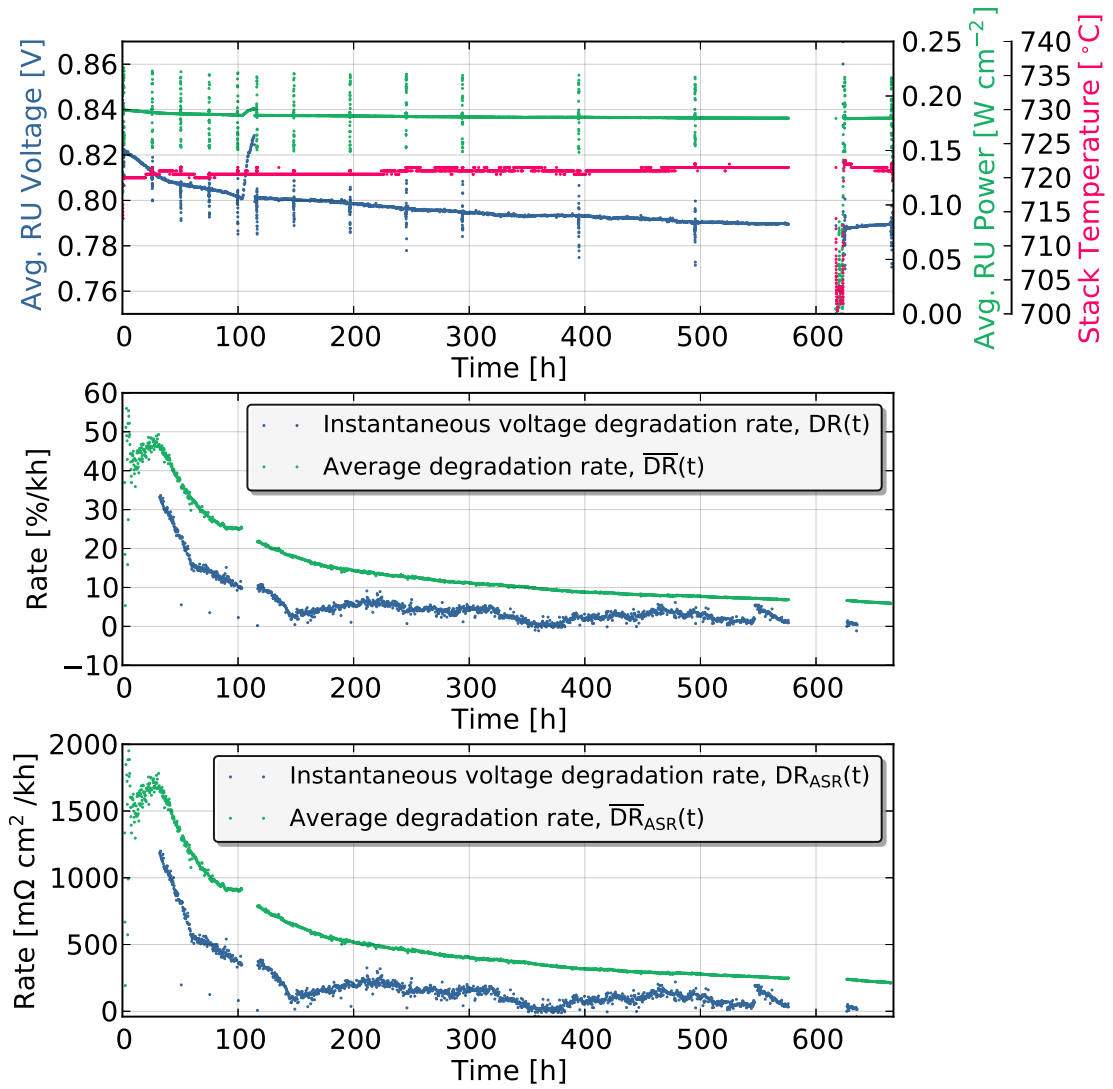 Avg. RU Voltage [V]
0.86
0.84
0.82
0.80
0.78
0.76
0 100 200 300 400 500 600
Time [h]
0.25
0.20
0.15
0.10
0.05
0.00
Avg. RU Power [W cm⁻²]
740
735
730
725
720
715
710
705
700
Stack Temperature [°C]
Rate [%/kh]
60
50
40
30
20
10
0
−10
Instantaneous voltage degradation rate, DR(t)
Average degradation rate, D̅R̅(t)
0 100 200 300 400 500 600
Time [h]
Rate [mΩ cm² /kh]
2000
1500
1000
500
0
Instantaneous voltage degradation rate, DR_ASR(t)
Average degradation rate, D̅R̅_ASR(t)
0 100 200 300 400 500 600
Time [h]